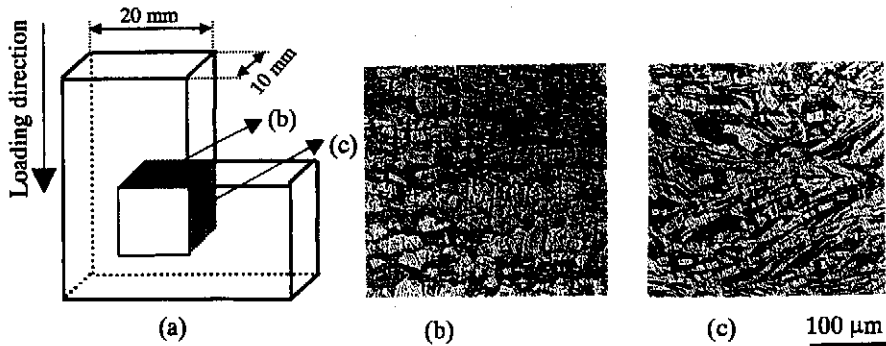 20 mm
10 mm
Loading direction
(b)
(c)
(a)
(b)
(c)
100 μm